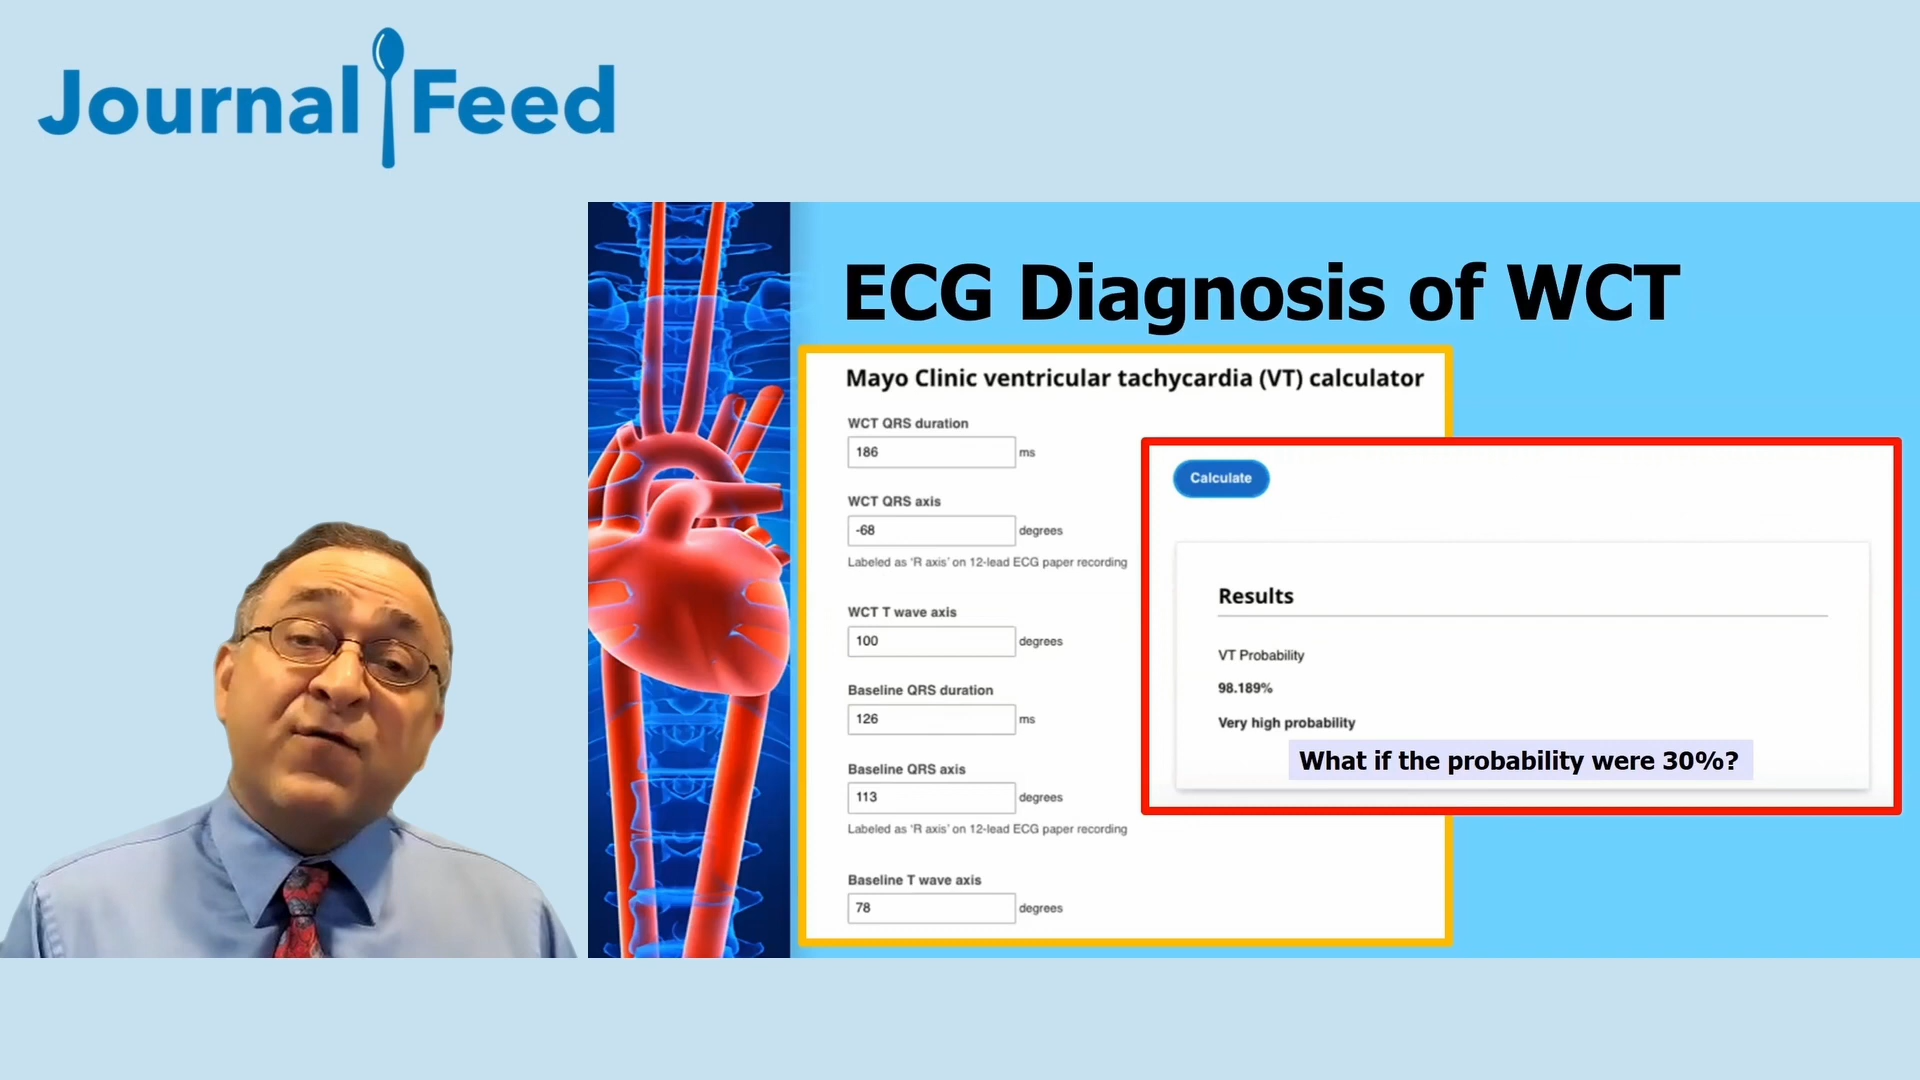 Journal Feed
ECG Diagnosis of WCT
Mayo Clinic ventricular tachycardia (VT) calculator
WCT QRS duration
186 ms
WCT QRS axis
-68 degrees
Labeled as 'R axis' on 12-lead ECG paper recording
WCT T wave axis
100 degrees
Baseline QRS duration
126 ms
Baseline QRS axis
113 degrees
Labeled as 'R axis' on 12-lead ECG paper recording
Baseline T wave axis
78 degrees
Calculate
Results
VT Probability
98.189%
Very high probability
What if the probability were 30%?